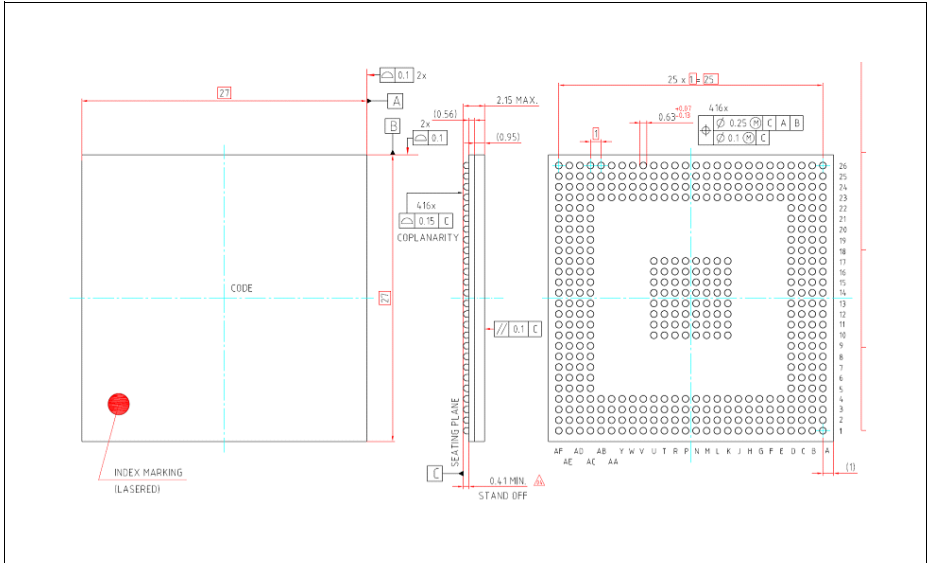 ⌓ 0.1 2x
27
A
B
2x
⌓ 0.1
CODE
27
INDEX MARKING
(LASERED)
2.15 MAX.
(0.56)
(0.95)
416x
⌓ 0.15 C
COPLANARITY
// 0.1 C
SEATING PLANE
C
0.41 MIN.
STAND OFF
25 x 1 = 25
1
0.63 +0.07 -0.13
416x
⌖ Ø 0.25 Ⓜ C A B
Ø 0.1 Ⓜ C
26
25
24
23
22
21
20
19
18
17
16
15
14
13
12
11
10
9
8
7
6
5
4
3
2
1
AF AD AB Y W V U T R P N M L K J H G F E D C B A
AE AC AA
(1)